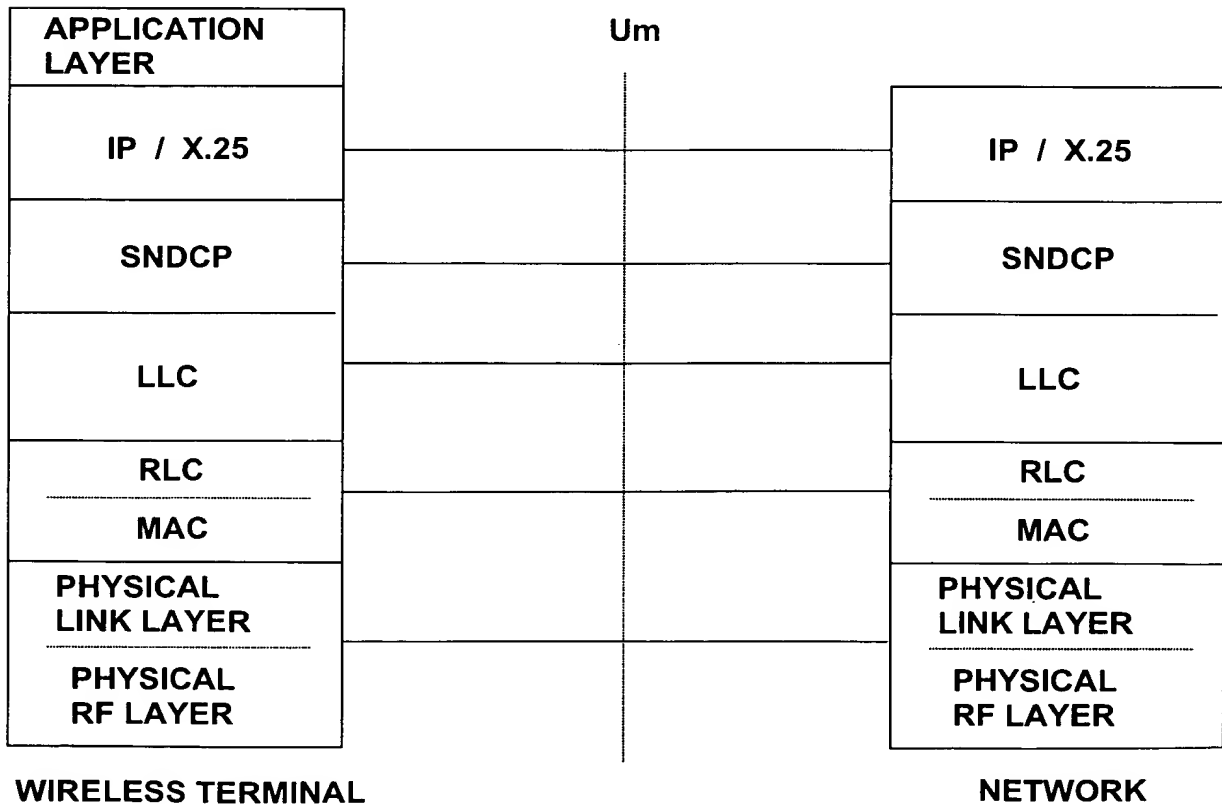 APPLICATION
LAYER
IP / X.25
SNDCP
LLC
RLC
MAC
PHYSICAL
LINK LAYER
PHYSICAL
RF LAYER
WIRELESS TERMINAL
Um
IP / X.25
SNDCP
LLC
RLC
MAC
PHYSICAL
LINK LAYER
PHYSICAL
RF LAYER
NETWORK